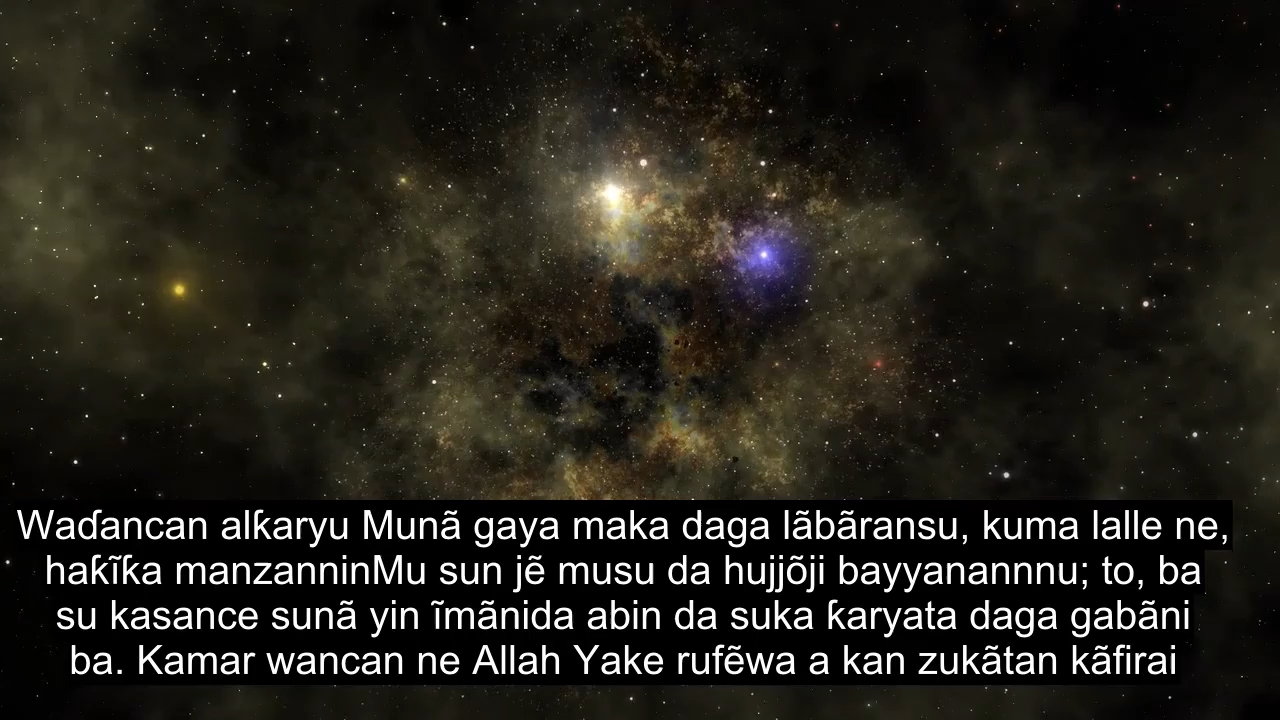 Waɗancan alƙaryu Munã gaya maka daga lãbãransu, kuma lalle ne,
haƙĩƙa manzanninMu sun jẽ musu da hujjõji bayyanannnu; to, ba
su kasance sunã yin ĩmãnida abin da suka ƙaryata daga gabãni
ba. Kamar wancan ne Allah Yake rufẽwa a kan zukãtan kãfirai